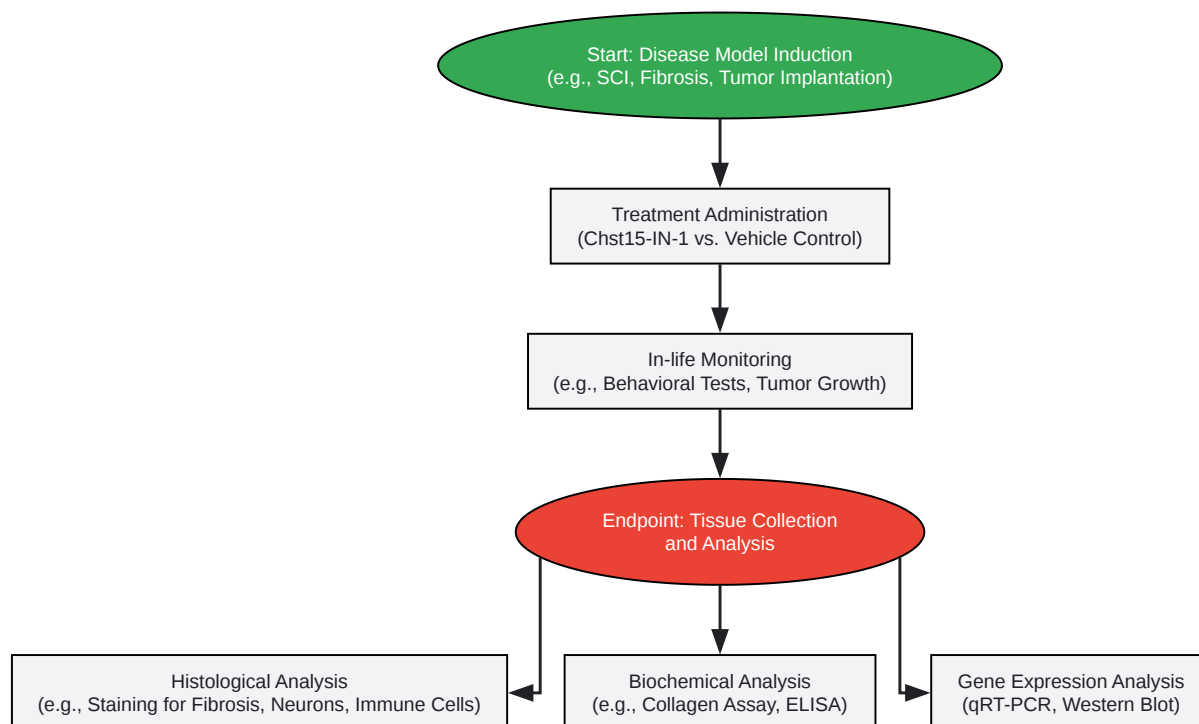 Start: Disease Model Induction
(e.g., SCI, Fibrosis, Tumor Implantation)
Treatment Administration
(Chst15-IN-1 vs. Vehicle Control)
In-life Monitoring
(e.g., Behavioral Tests, Tumor Growth)
Endpoint: Tissue Collection
and Analysis
Histological Analysis
(e.g., Staining for Fibrosis, Neurons, Immune Cells)
Biochemical Analysis
(e.g., Collagen Assay, ELISA)
Gene Expression Analysis
(qRT-PCR, Western Blot)